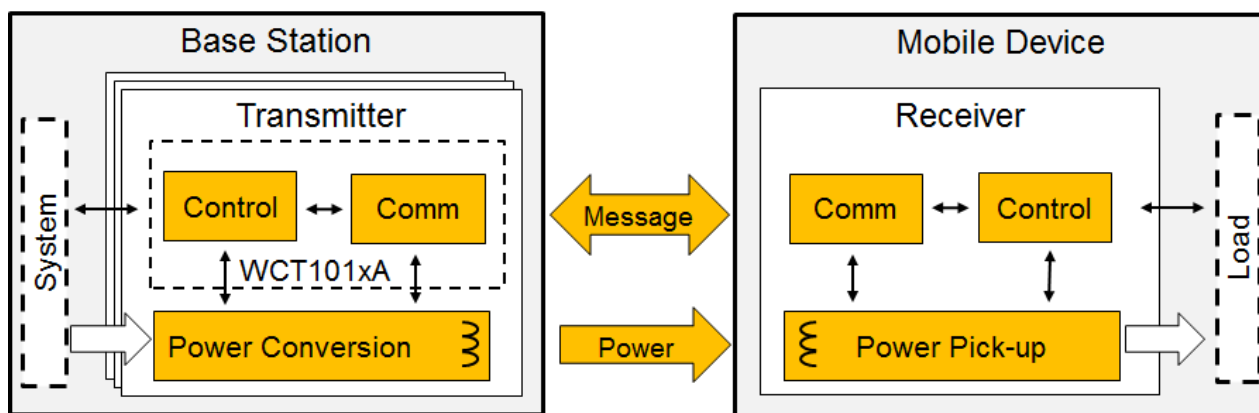 Base Station
Mobile Device
Transmitter
Receiver
System
Control
Comm
WCT101xA
Power Conversion
Message
Power
Comm
Control
Power Pick-up
Load